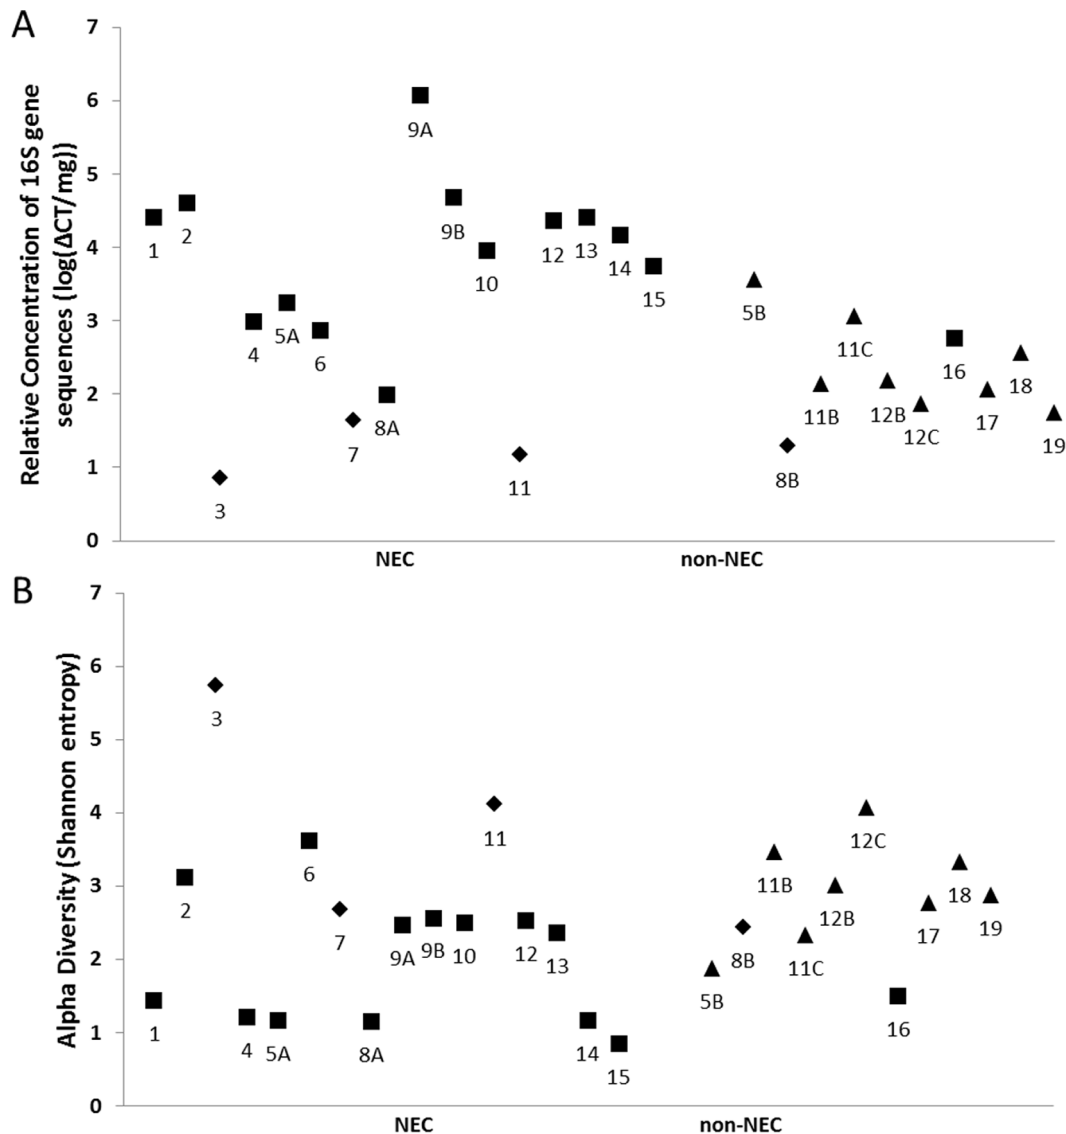 A
7
6
5
4
3
2
1
0
Relative Concentration of 16S gene
sequences (log(ΔCT/mg))
1
2
3
4
5A
6
7
8A
9A
9B
10
11
12
13
14
15
5B
8B
11B
11C
12B
12C
16
17
18
19
NEC
non-NEC
B
7
6
5
4
3
2
1
0
Alpha Diversity (Shannon entropy)
1
2
3
4
5A
6
7
8A
9A
9B
10
11
12
13
14
15
5B
8B
11B
11C
12B
12C
16
17
18
19
NEC
non-NEC